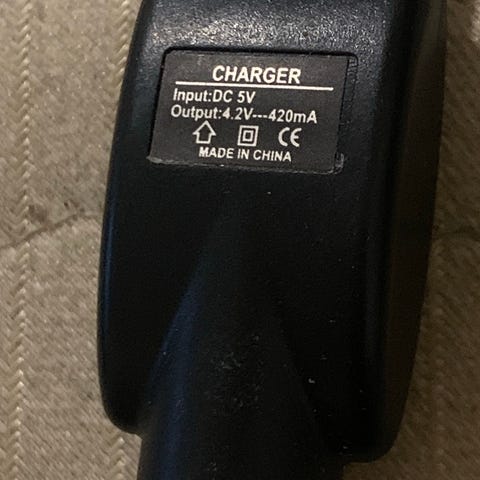 CHARGER
Input:DC 5V
Output:4.2V---420mA
CE
MADE IN CHINA